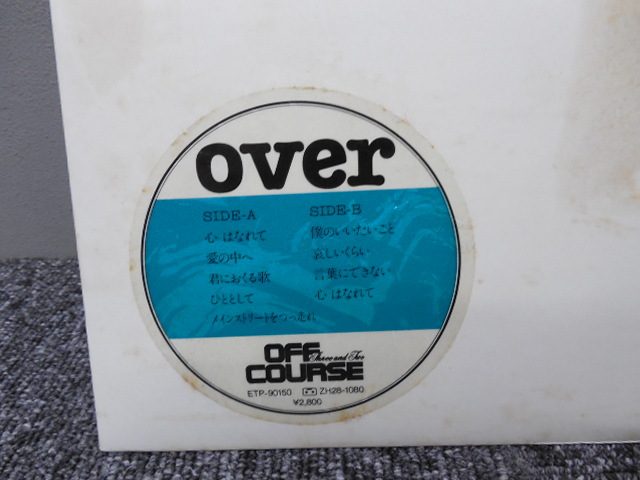 over
SIDE-A
心はなれて
愛の中へ
君におくる歌
ひととして
メインストリートをつっ走れ
SIDE-B
僕のいいたいこと
哀しいくらい
言葉にできない
心はなれて
OFF
Three and Two
COURSE
ETP-90150 ZH28-1080
¥2,800